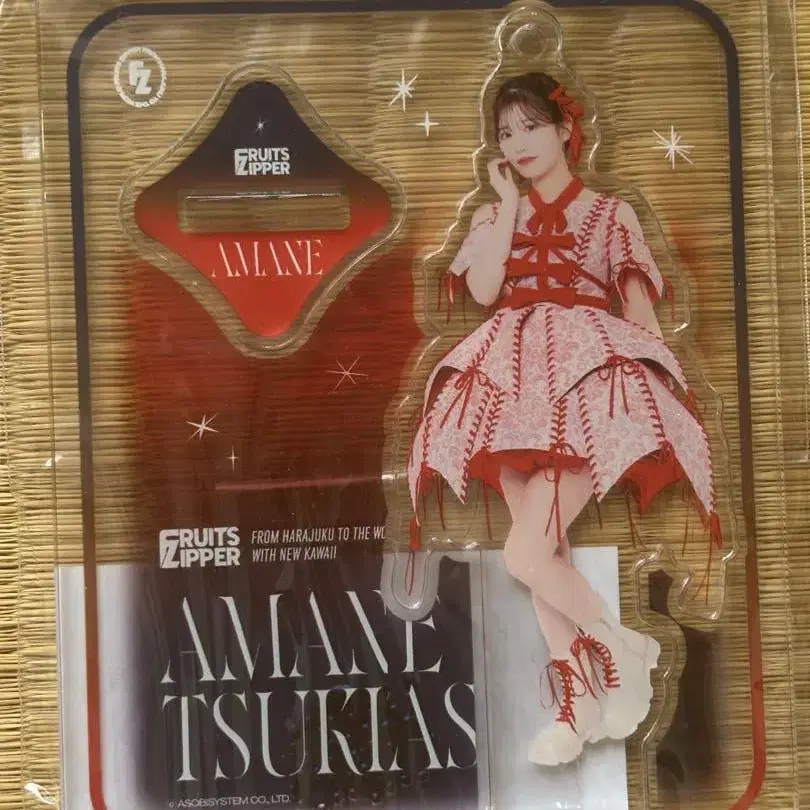 FZ
FRUITS
ZIPPER
AMANE
FRUITS
ZIPPER
FROM HARAJUKU TO THE WO
WITH NEW KAWAII
AMANE
TSUKIAS
© ASOBISYSTEM CO., LTD.